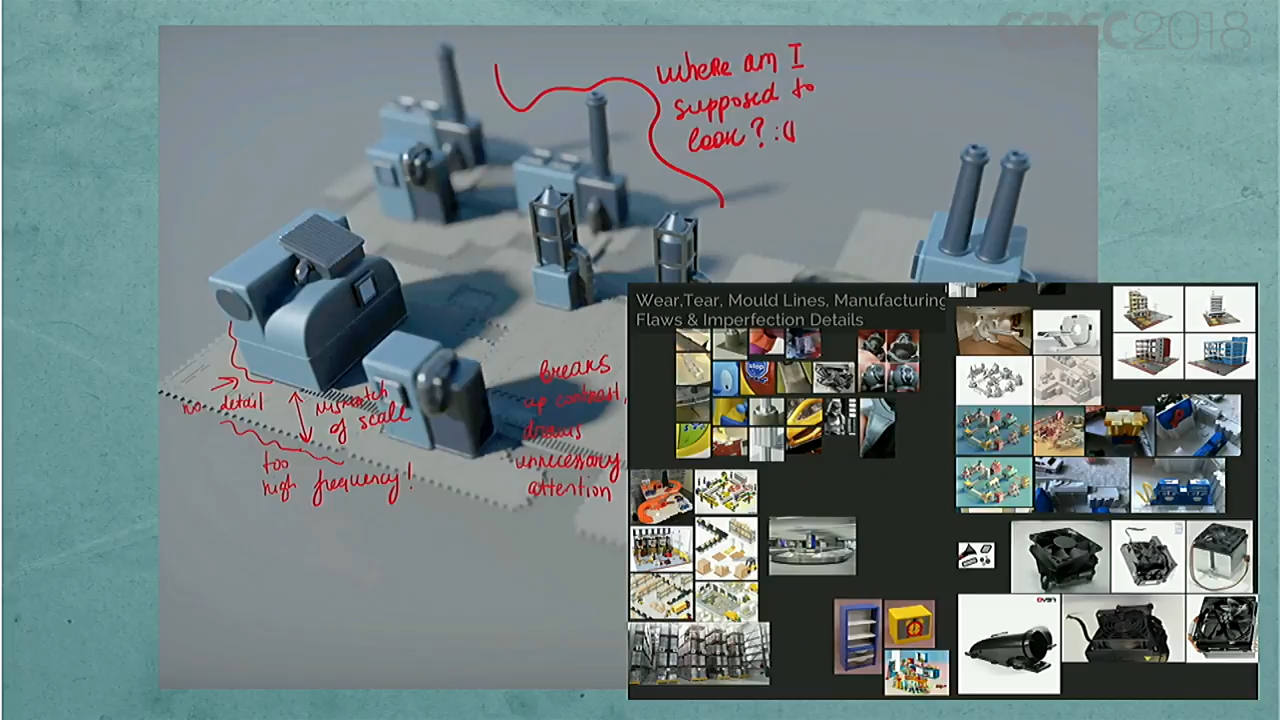 CEDEC2018
Where am I
supposed to
look? :(
Wear,Tear, Mould Lines, Manufacturing
Flaws & Imperfection Details
no detail
mismatch
of scale
too
high frequency!
Breaks
up contrast,
draws
unnecessary
attention
stop